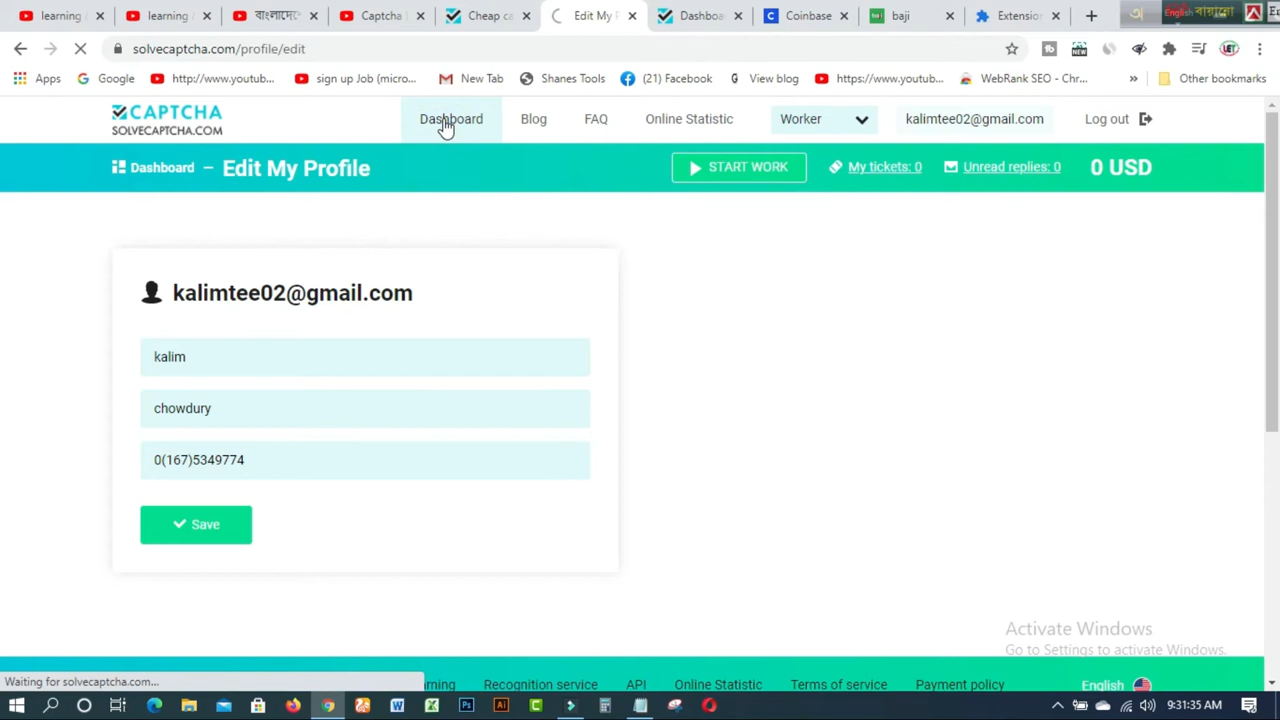 learning
learning
বাংলাদেশে
Captcha
Cheap
Edit My P
Dashboa
Coinbase
baji
Extension
English বায়ান্নো
solvecaptcha.com/profile/edit
Apps
Google
http://www.youtub...
sign up Job (micro...
New Tab
Shanes Tools
(21) Facebook
View blog
https://www.youtu...
WebRank SEO - Chr...
»
Other bookmarks
CAPTCHA
SOLVECAPTCHA.COM
Dashboard
Blog
FAQ
Online Statistic
Worker
kalimtee02@gmail.com
Log out
Dashboard – Edit My Profile
START WORK
My tickets: 0
Unread replies: 0
0 USD
kalimtee02@gmail.com
kalim
chowdury
0(167)5349774
Save
Activate Windows
Go to Settings to activate Windows.
Waiting for solvecaptcha.com...
rning
Recognition service
API
Online Statistic
Terms of service
Payment policy
English
9:31:35 AM